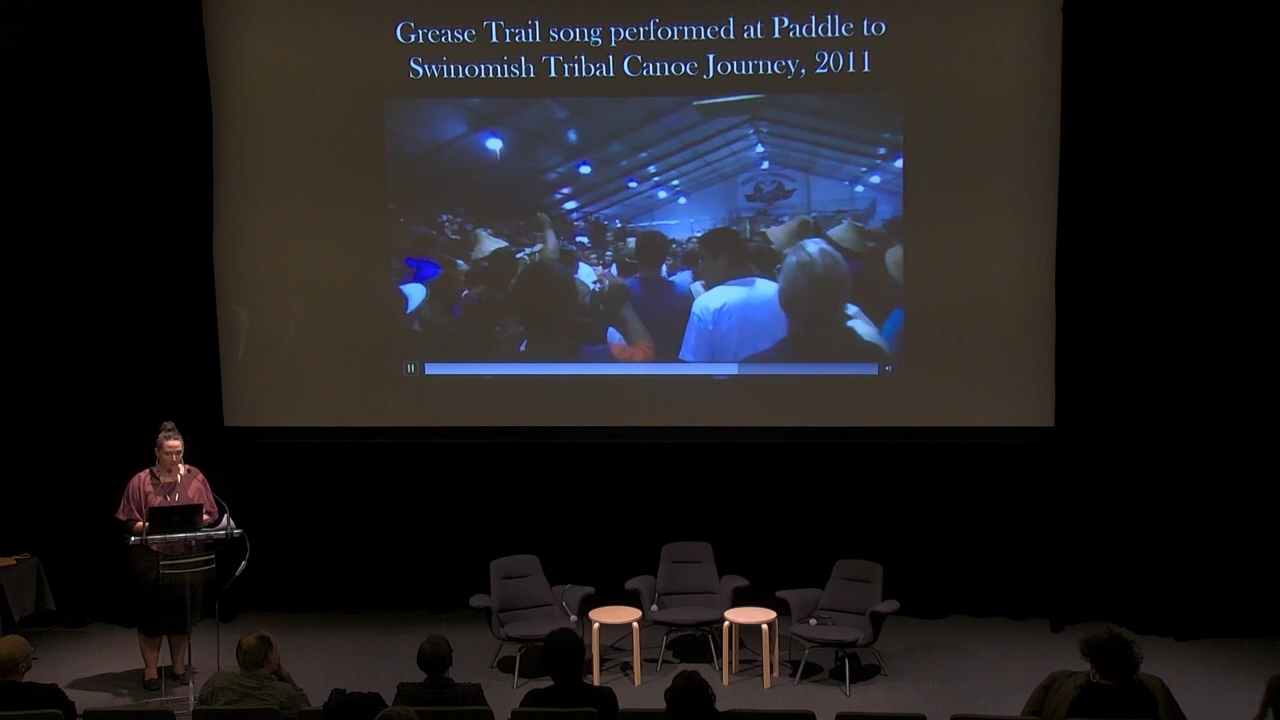 Grease Trail song performed at Paddle to
Swinomish Tribal Canoe Journey, 2011